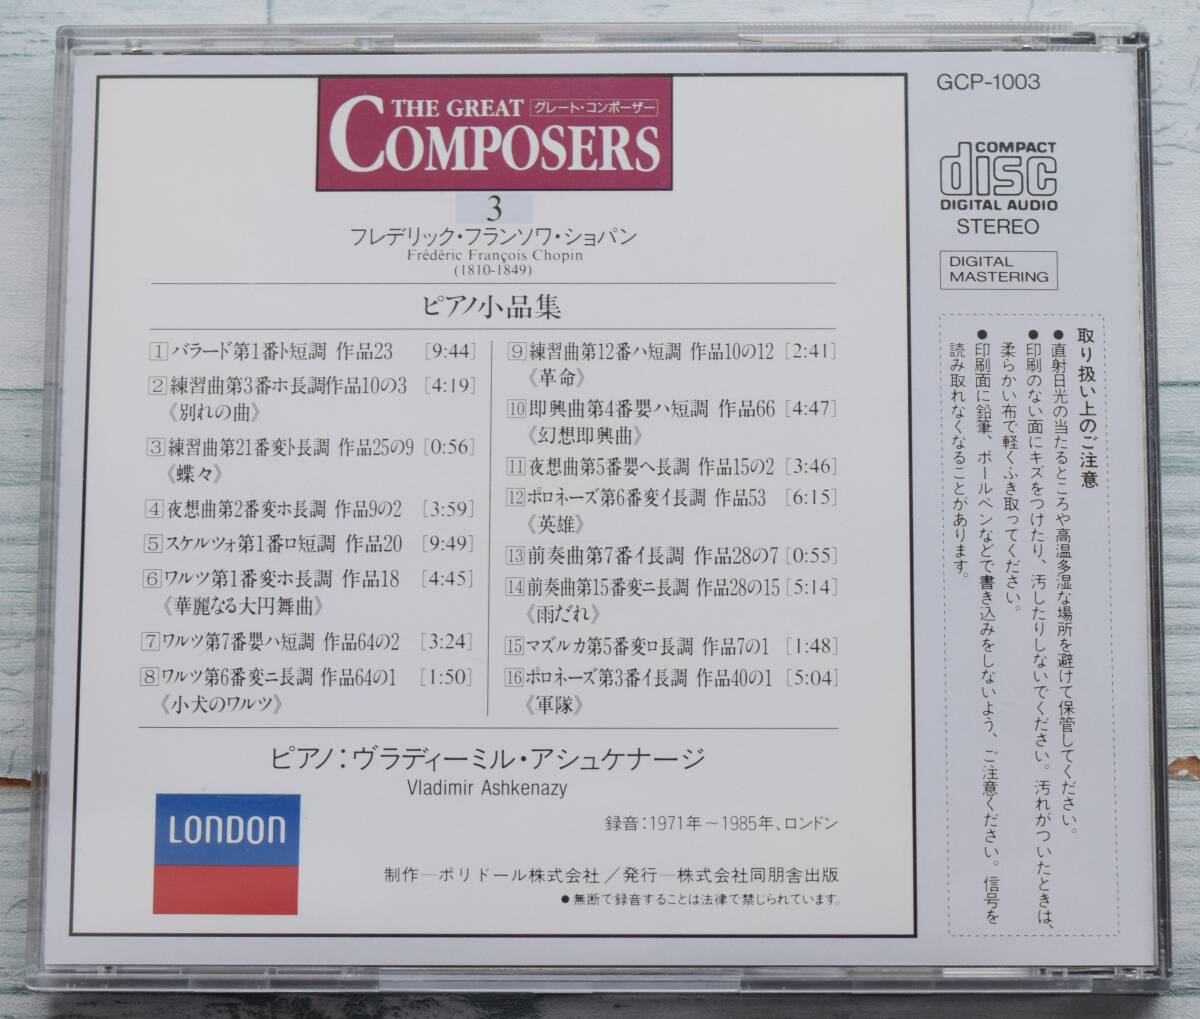 THE GREAT グレート・コンポーザー
COMPOSERS
3
フレデリック・フランソワ・ショパン
Frédéric François Chopin
(1810-1849)
ピアノ小品集
1 バラード第1番ト短調 作品23 [9:44]
2 練習曲第3番ホ長調作品10の3 [4:19]
《別れの曲》
3 練習曲第21番変ト長調 作品25の9 [0:56]
《蝶々》
4 夜想曲第2番変ホ長調 作品9の2 [3:59]
5 スケルツォ第1番ロ短調 作品20 [9:49]
6 ワルツ第1番変ホ長調 作品18 [4:45]
《華麗なる大円舞曲》
7 ワルツ第7番嬰ハ短調 作品64の2 [3:24]
8 ワルツ第6番変ニ長調 作品64の1 [1:50]
《小犬のワルツ》
9 練習曲第12番ハ短調 作品10の12 [2:41]
《革命》
10 即興曲第4番嬰ハ短調 作品66 [4:47]
《幻想即興曲》
11 夜想曲第5番嬰ヘ長調 作品15の2 [3:46]
12 ポロネーズ第6番変イ長調 作品53 [6:15]
《英雄》
13 前奏曲第7番イ長調 作品28の7 [0:55]
14 前奏曲第15番変ニ長調 作品28の15 [5:14]
《雨だれ》
15 マズルカ第5番変ロ長調 作品7の1 [1:48]
16 ポロネーズ第3番イ長調 作品40の1 [5:04]
《軍隊》
ピアノ:ヴラディーミル・アシュケナージ
Vladimir Ashkenazy
LONDON
録音:1971年〜1985年、ロンドン
制作―ポリドール株式会社/発行―株式会社同朋舎出版
●無断で録音することは法律で禁じられています。
GCP-1003
COMPACT
disc
DIGITAL AUDIO
STEREO
DIGITAL
MASTERING
取り扱い上のご注意
●直射日光の当たるところや高温多湿な場所を避けて保管してください。
●印刷のない面にキズをつけたり、汚したりしないでください。汚れがついたときは、
柔らかい布で軽くふき取ってください。
●印刷面に鉛筆、ボールペンなどで書き込みをしないよう、ご注意ください。信号を
読み取れなくなることがあります。